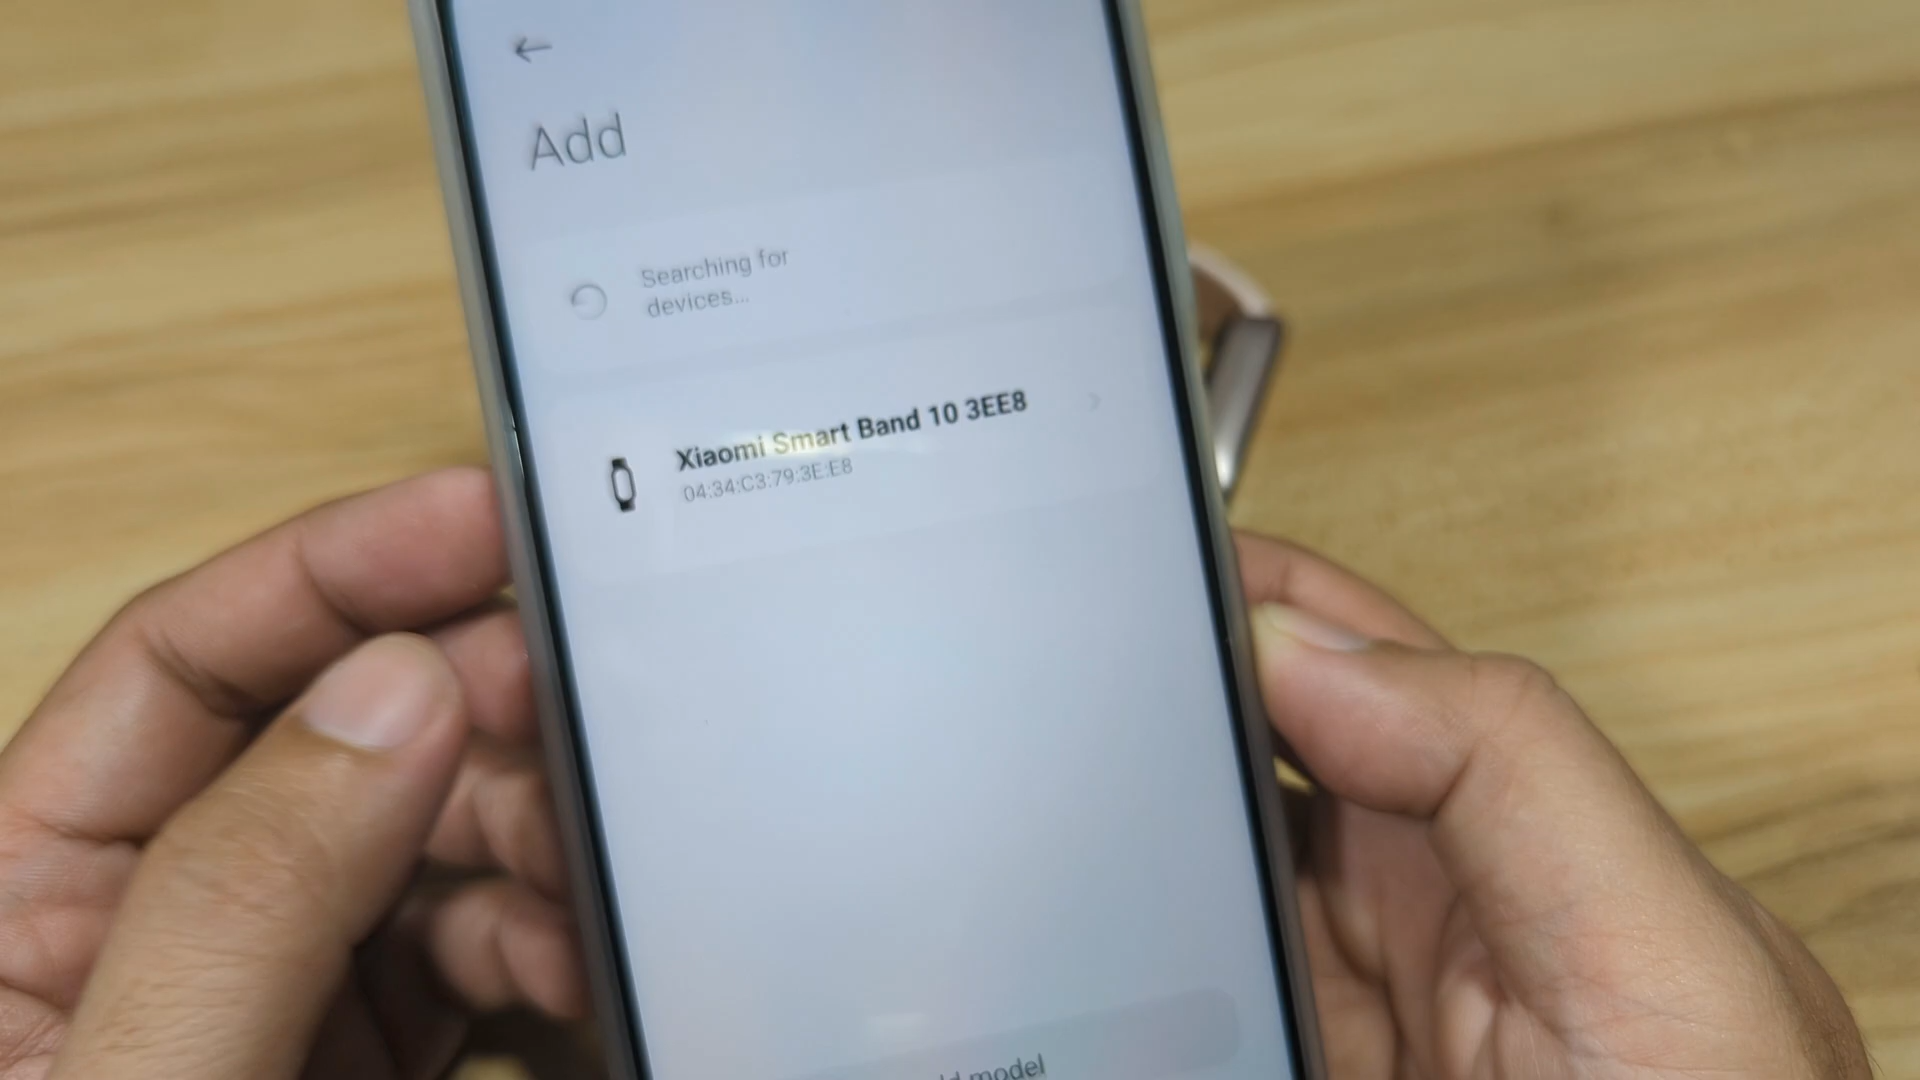 Add
Searching for
devices...
Xiaomi Smart Band 10 3EE8
04:34:C3:79:3E:E8
model